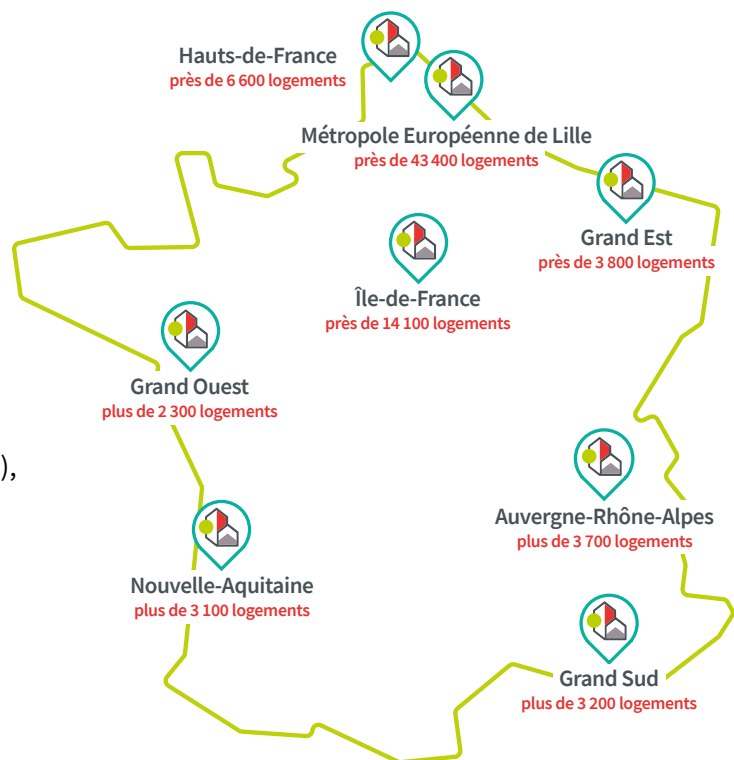 Hauts-de-France
près de 6 600 logements
Métropole Européenne de Lille
près de 43 400 logements
Grand Est
près de 3 800 logements
Île-de-France
près de 14 100 logements
Grand Ouest
plus de 2 300 logements
),
Auvergne-Rhône-Alpes
plus de 3 700 logements
Nouvelle-Aquitaine
plus de 3 100 logements
Grand Sud
plus de 3 200 logements